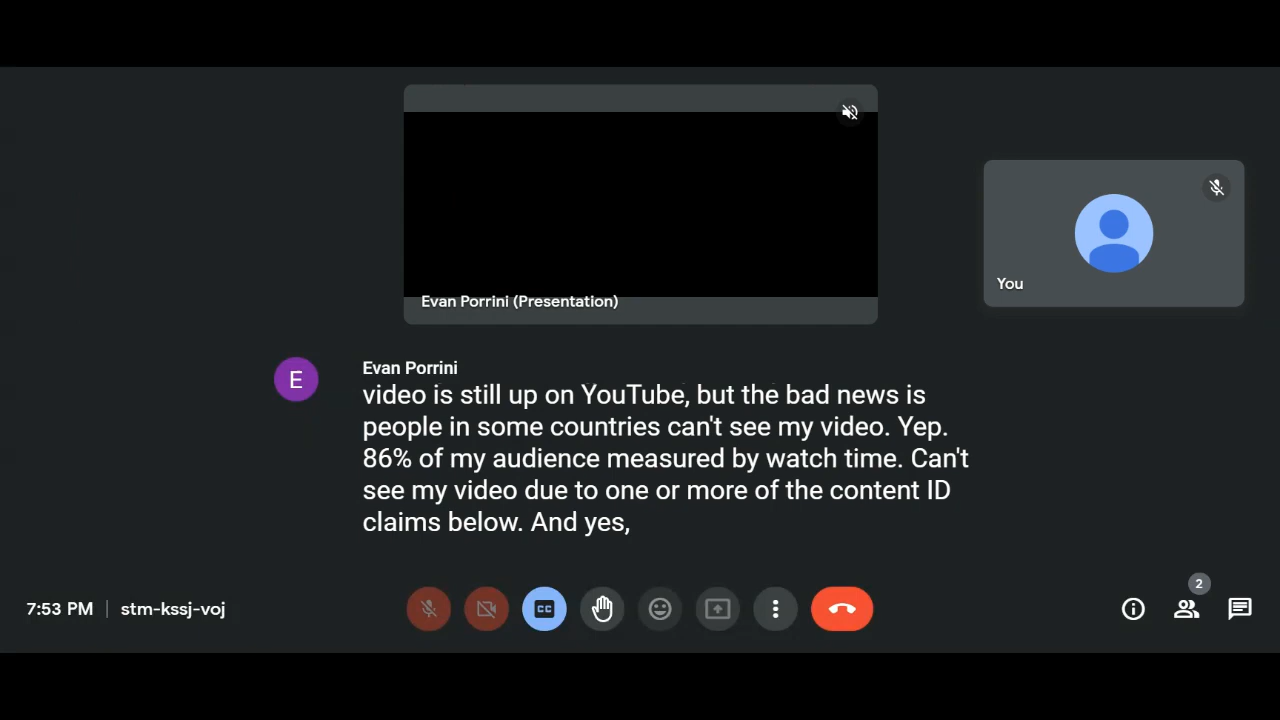 Evan Porrini (Presentation)
You
E
Evan Porrini
video is still up on YouTube, but the bad news is
people in some countries can't see my video. Yep.
86% of my audience measured by watch time. Can't
see my video due to one or more of the content ID
claims below. And yes,
7:53 PM | stm-kssj-voj
CC
2